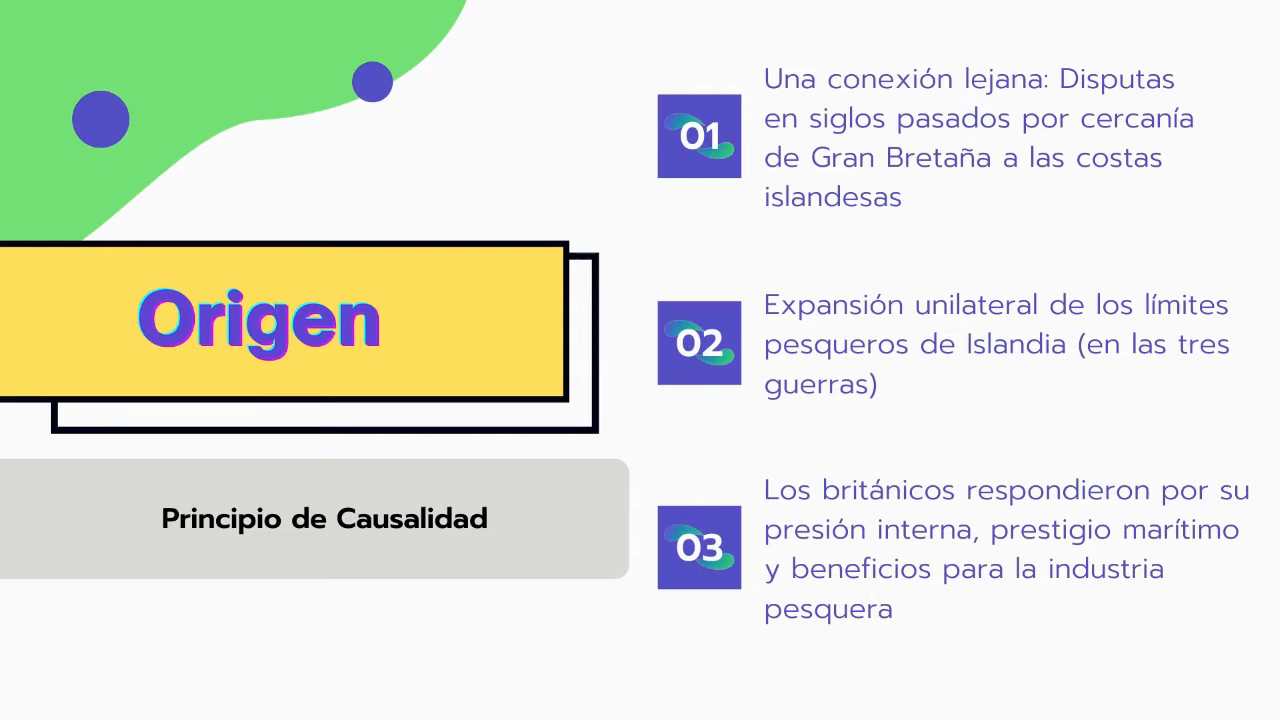 Origen
Principio de Causalidad
01
Una conexión lejana: Disputas
en siglos pasados por cercanía
de Gran Bretaña a las costas
islandesas
02
Expansión unilateral de los límites
pesqueros de Islandia (en las tres
guerras)
03
Los británicos respondieron por su
presión interna, prestigio marítimo
y beneficios para la industria
pesquera